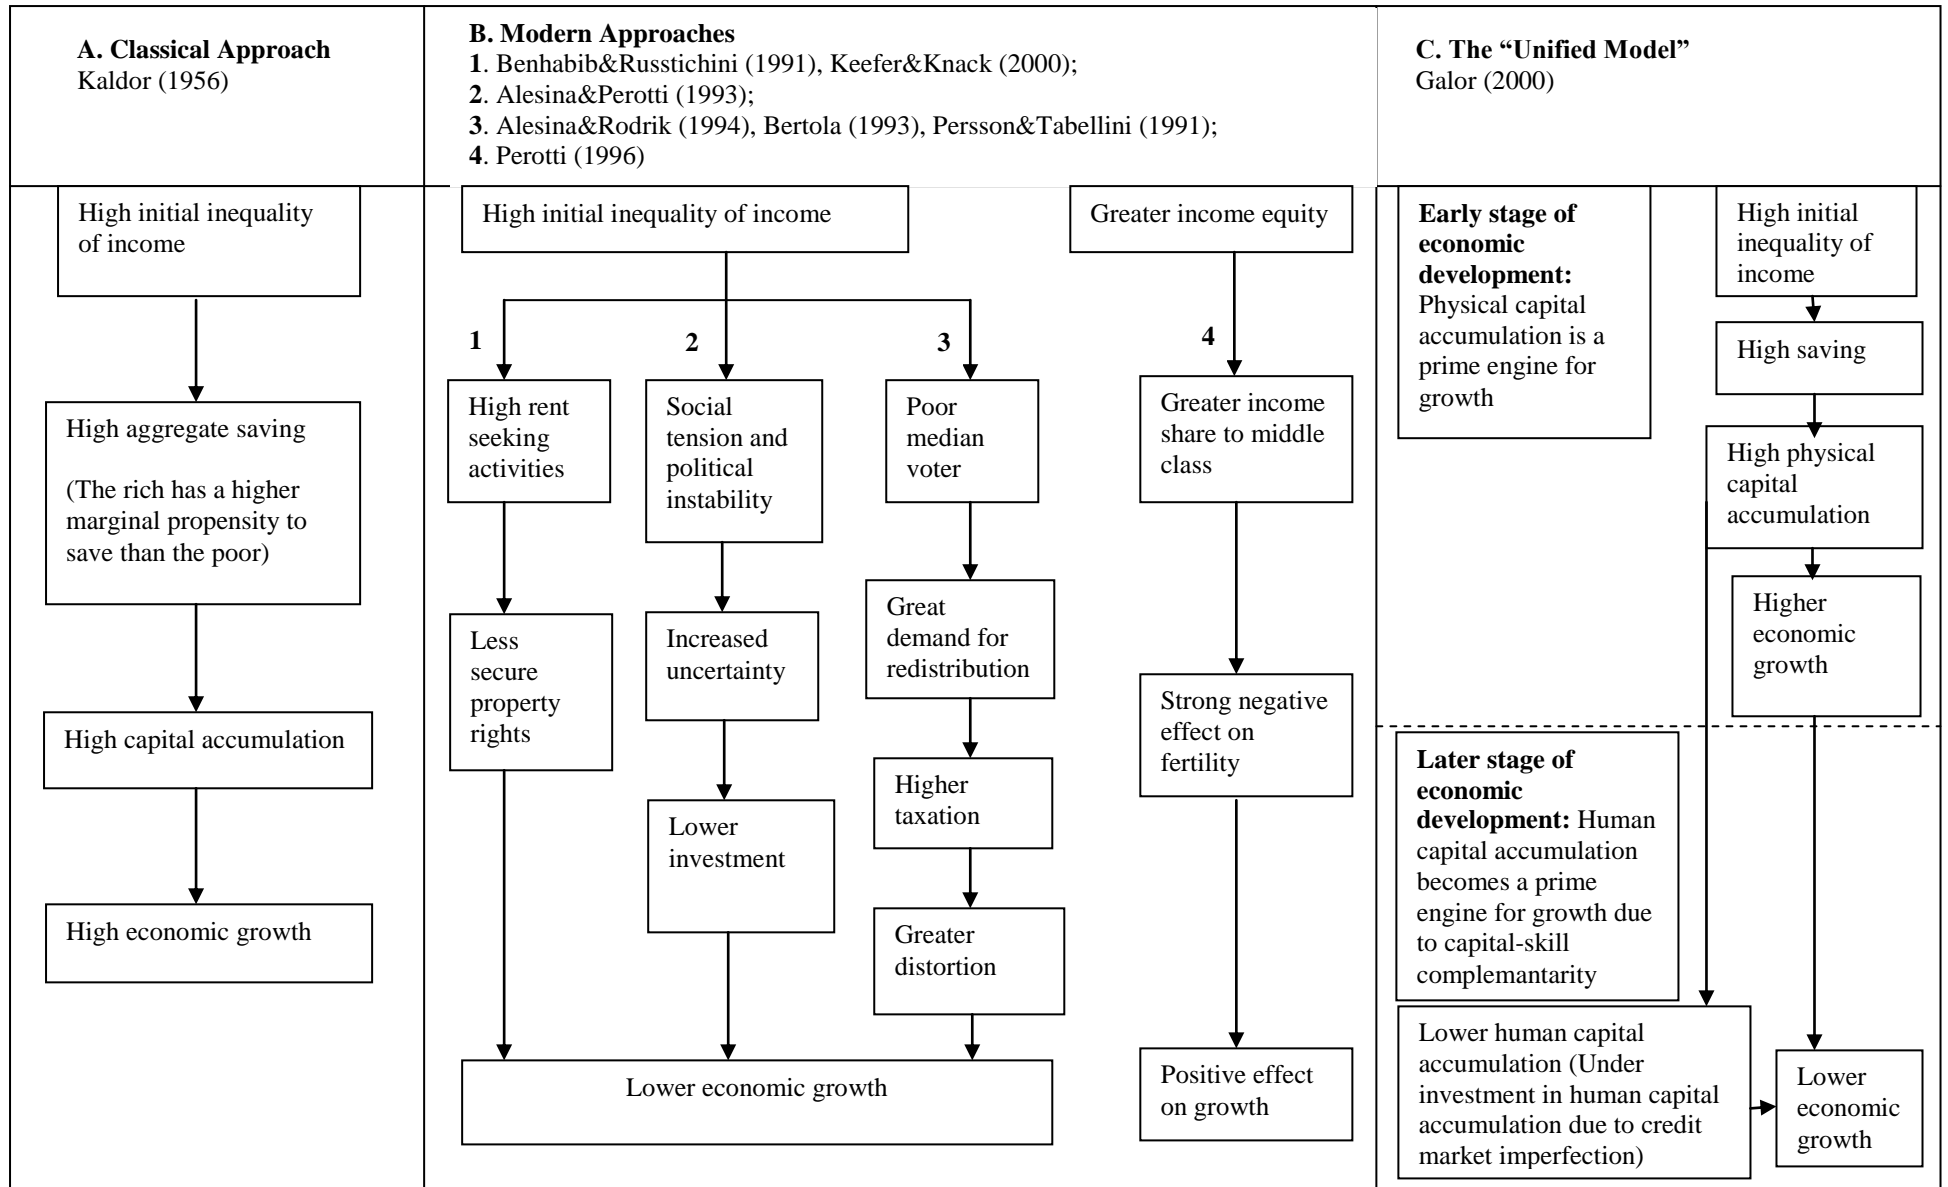 A. Classical Approach
Kaldor (1956)
B. Modern Approaches
1. Benhabib&Russtichini (1991), Keefer&Knack (2000);
2. Alesina&Perotti (1993);
3. Alesina&Rodrik (1994), Bertola (1993), Persson&Tabellini (1991);
4. Perotti (1996)
C. The “Unified Model”
Galor (2000)
High initial inequality
of income
High aggregate saving
(The rich has a higher
marginal propensity to
save than the poor)
High capital accumulation
High economic growth
High initial inequality of income
1
High rent
seeking
activities
Less
secure
property
rights
2
Social
tension and
political
instability
Increased
uncertainty
Lower
investment
3
Poor
median
voter
Great
demand for
redistribution
Higher
taxation
Greater
distortion
Lower economic growth
Greater income equity
4
Greater income
share to middle
class
Strong negative
effect on
fertility
Positive effect
on growth
Early stage of
economic
development:
Physical capital
accumulation is a
prime engine for
growth
High initial
inequality of
income
High saving
High physical
capital
accumulation
Higher
economic
growth
Later stage of
economic
development: Human
capital accumulation
becomes a prime
engine for growth due
to capital-skill
complemantarity
Lower human capital
accumulation (Under
investment in human capital
accumulation due to credit
market imperfection)
Lower
economic
growth